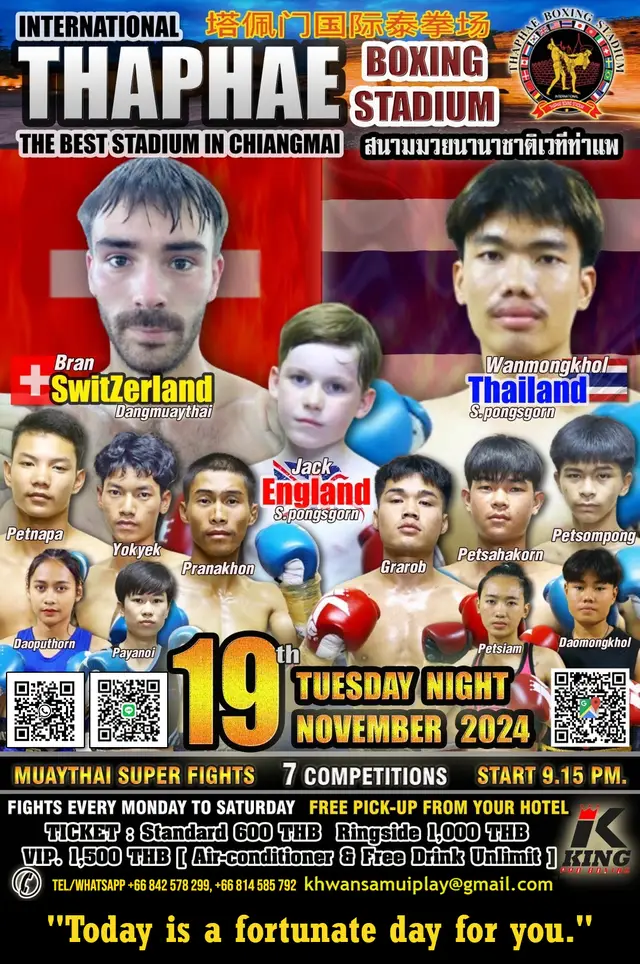 INTERNATIONAL
塔佩门国际泰拳场
THAPHAE
BOXING
STADIUM
THAPHAE BOXING STADIUM
THE BEST STADIUM IN CHIANGMAI
สนามมวยนานาชาติเวทีท่าแพ
Bran
SwitZerland
Dangmuaythai
Wanmongkhol
Thailand
S.pongsgorn
Jack
England
S.pongsgorn
Petnapa
Yokyek
Pranakhon
Grarob
Petsahakorn
Petsompong
Daoputhorn
Payanoi
Petsiam
Daomongkhol
19th
TUESDAY NIGHT
NOVEMBER 2024
MUAYTHAI SUPER FIGHTS 7 COMPETITIONS START 9.15 PM.
FIGHTS EVERY MONDAY TO SATURDAY FREE PICK-UP FROM YOUR HOTEL
TICKET : Standard 600 THB Ringside 1,000 THB
VIP. 1,500 THB [ Air-conditioner & Free Drink Unlimit ]
K
KING
TEL/WHATSAPP +66 842 578 299, +66 814 585 792 khwansamuiplay@gmail.com
"Today is a fortunate day for you."